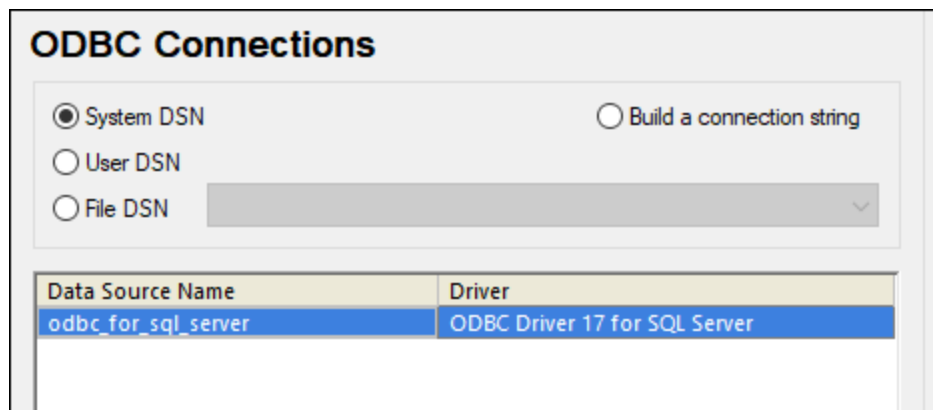 ODBC Connections
System DSN
Build a connection string
User DSN
File DSN
Data Source Name Driver
odbc_for_sql_server ODBC Driver 17 for SQL Server